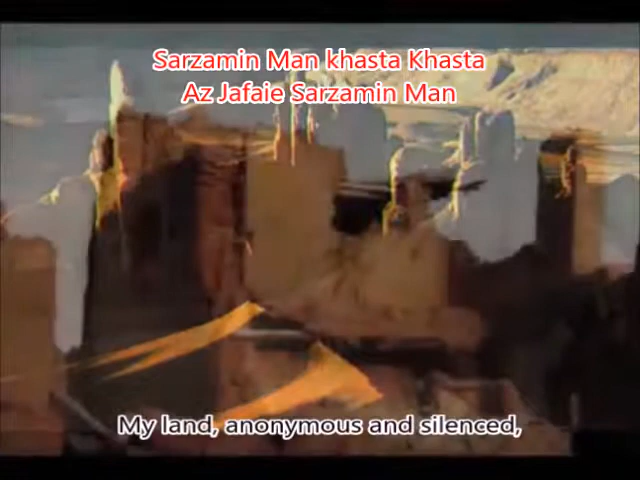 Sarzamin Man khasta Khasta
Az Jafaie Sarzamin Man
My land, anonymous and silenced,